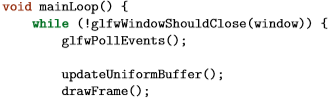 void mainLoop() {
    while (!glfwWindowShouldClose(window)) {
        glfwPollEvents();

        updateUniformBuffer();
        drawFrame();